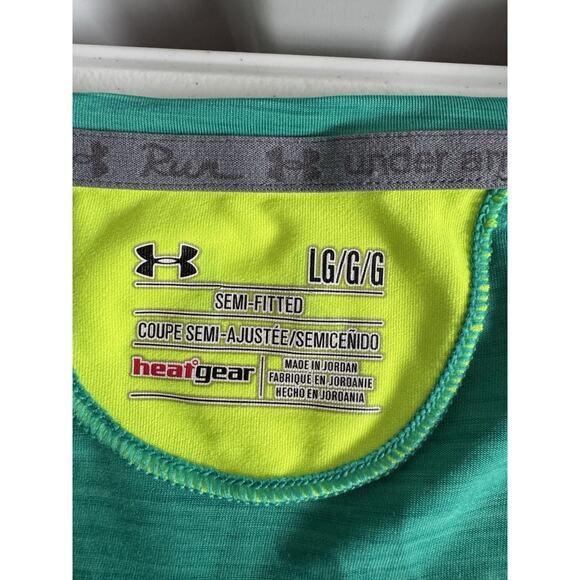 Run under
LG/G/G
SEMI-FITTED
COUPE SEMI-AJUSTÉE/SEMICEÑIDO
heatgear
MADE IN JORDAN
FABRIQUÉ EN JORDANIE
HECHO EN JORDANIA